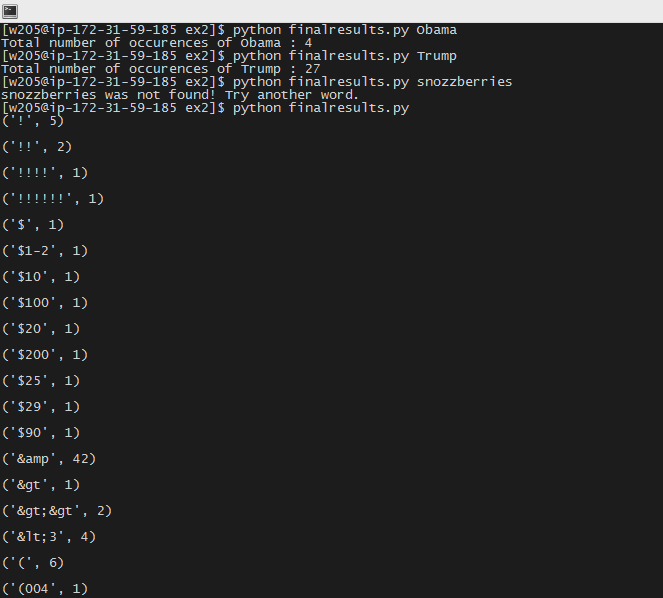 [w205@ip-172-31-59-185 ex2]$ python finalresults.py Obama
Total number of occurences of Obama : 4
[w205@ip-172-31-59-185 ex2]$ python finalresults.py Trump
Total number of occurences of Trump : 27
[w205@ip-172-31-59-185 ex2]$ python finalresults.py snozzberries
snozzberries was not found! Try another word.
[w205@ip-172-31-59-185 ex2]$ python finalresults.py
('!', 5)
('!!', 2)
('!!!!', 1)
('!!!!!!', 1)
('$', 1)
('$1-2', 1)
('$10', 1)
('$100', 1)
('$20', 1)
('$200', 1)
('$25', 1)
('$29', 1)
('$90', 1)
('&amp', 42)
('&gt', 1)
('&gt;&gt', 2)
('&lt;3', 4)
('(', 6)
('(004', 1)